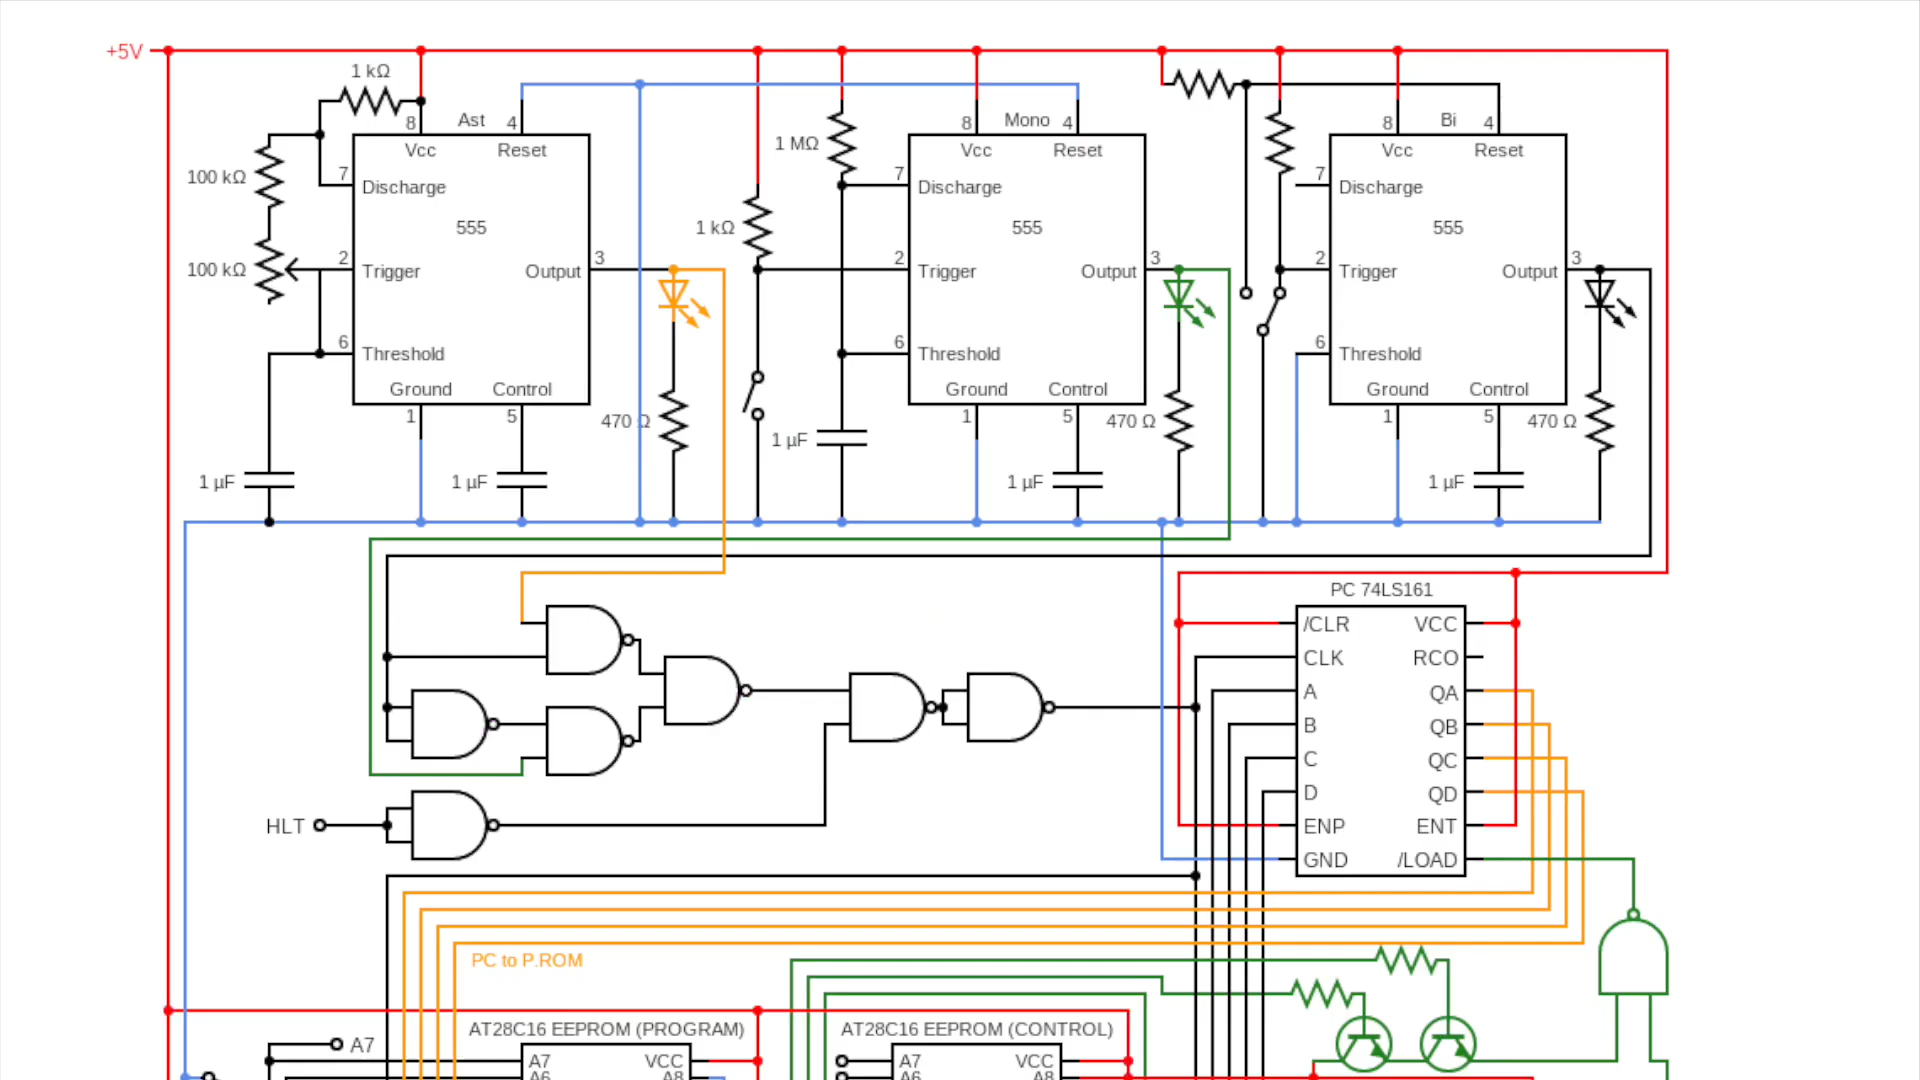 +5V
1 kΩ
Ast
Mono
Bi
8
4
8
4
8
4
Vcc
Reset
Vcc
Reset
Vcc
Reset
1 MΩ
100 kΩ
7
Discharge
7
Discharge
7
Discharge
555
1 kΩ
555
555
100 kΩ
2
Trigger
Output
3
2
Trigger
Output
3
2
Trigger
Output
3
6
Threshold
6
Threshold
6
Threshold
Ground
Control
Ground
Control
Ground
Control
1
5
470 Ω
1
5
470 Ω
1
5
470 Ω
1 µF
1 µF
1 µF
1 µF
1 µF
PC 74LS161
/CLR
VCC
CLK
RCO
A
QA
B
QB
C
QC
D
QD
HLT
ENP
ENT
GND
/LOAD
PC to P.ROM
AT28C16 EEPROM (PROGRAM)
AT28C16 EEPROM (CONTROL)
A7
A7
VCC
A7
VCC
A6
A8
A6
A8